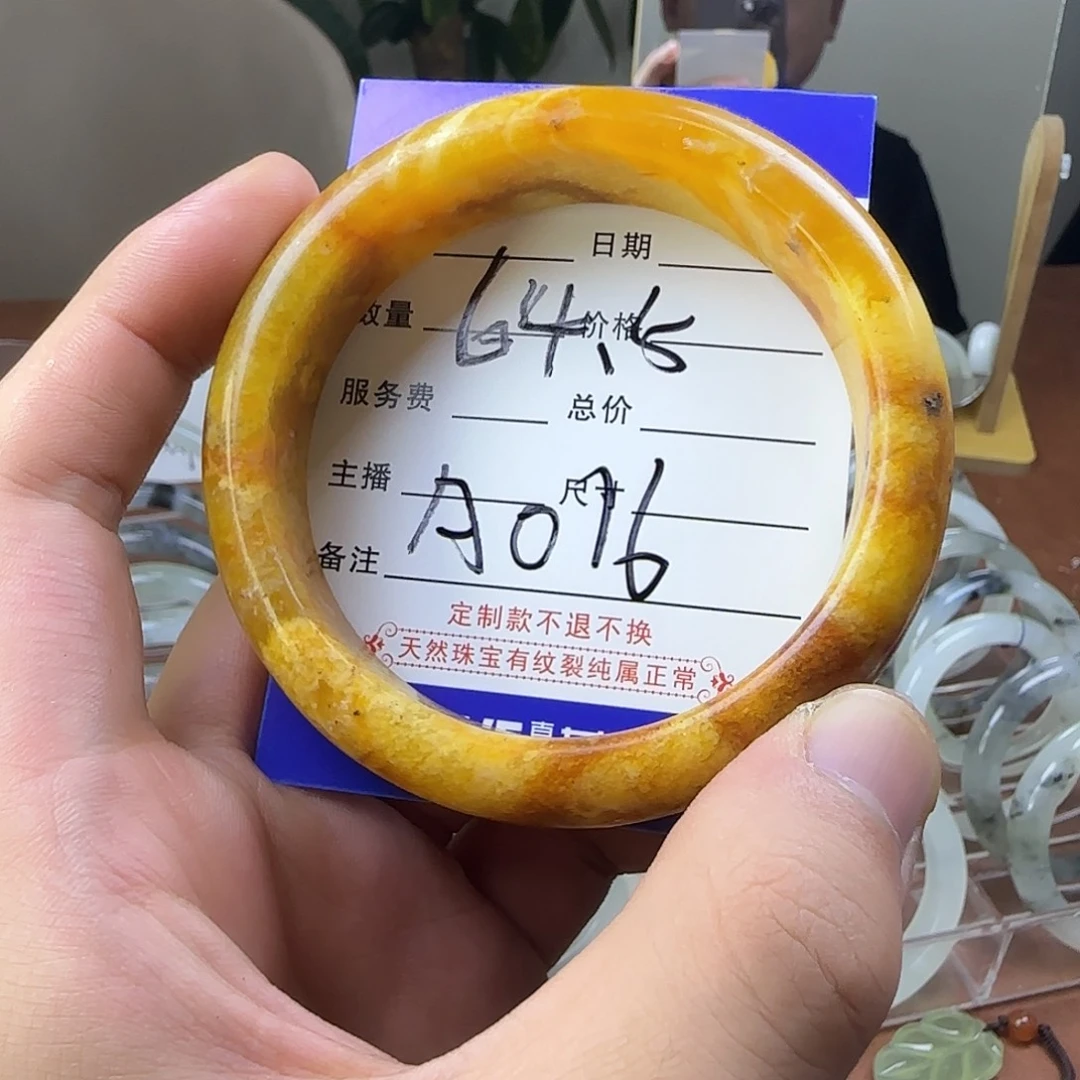 日期
数量 64.5 价格
服务费 总价
主播 A076 尺寸
备注
定制款不退不换
天然珠宝有纹裂纯属正常